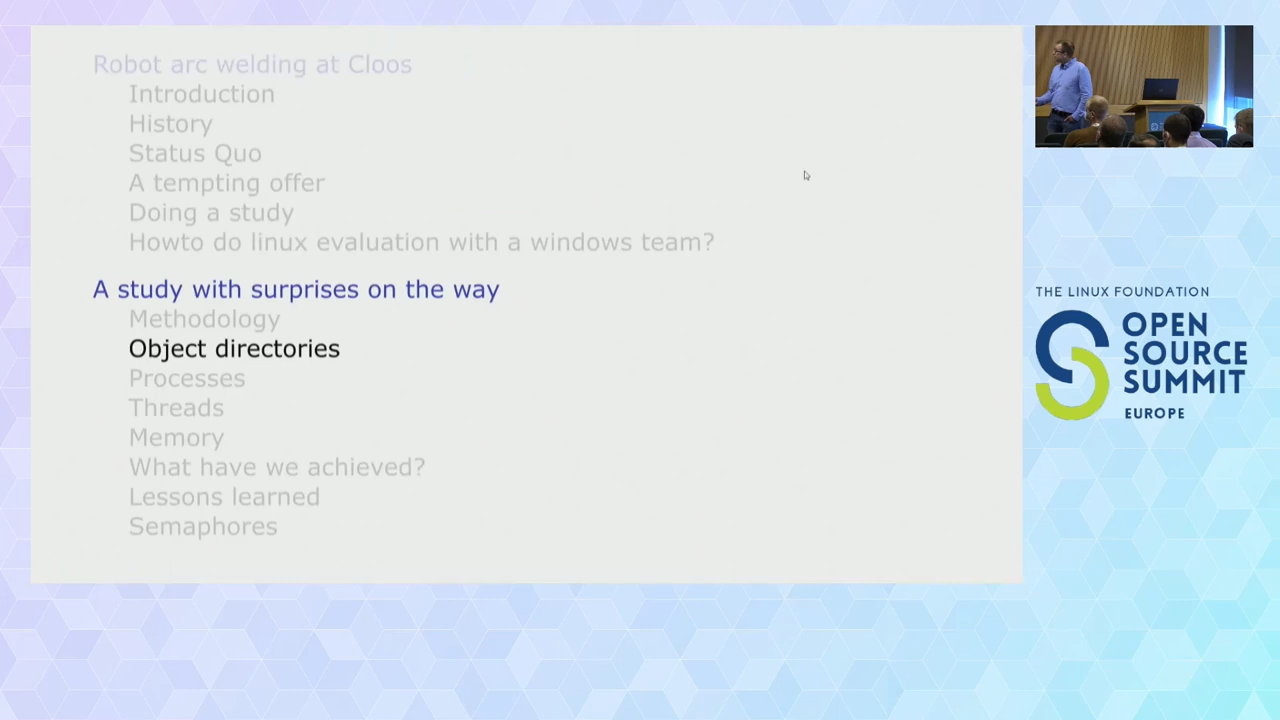 Robot arc welding at Cloos
Introduction
History
Status Quo
A tempting offer
Doing a study
Howto do linux evaluation with a windows team?
A study with surprises on the way
Methodology
Object directories
Processes
Threads
Memory
What have we achieved?
Lessons learned
Semaphores
THE LINUX FOUNDATION
OPEN
SOURCE
SUMMIT
EUROPE